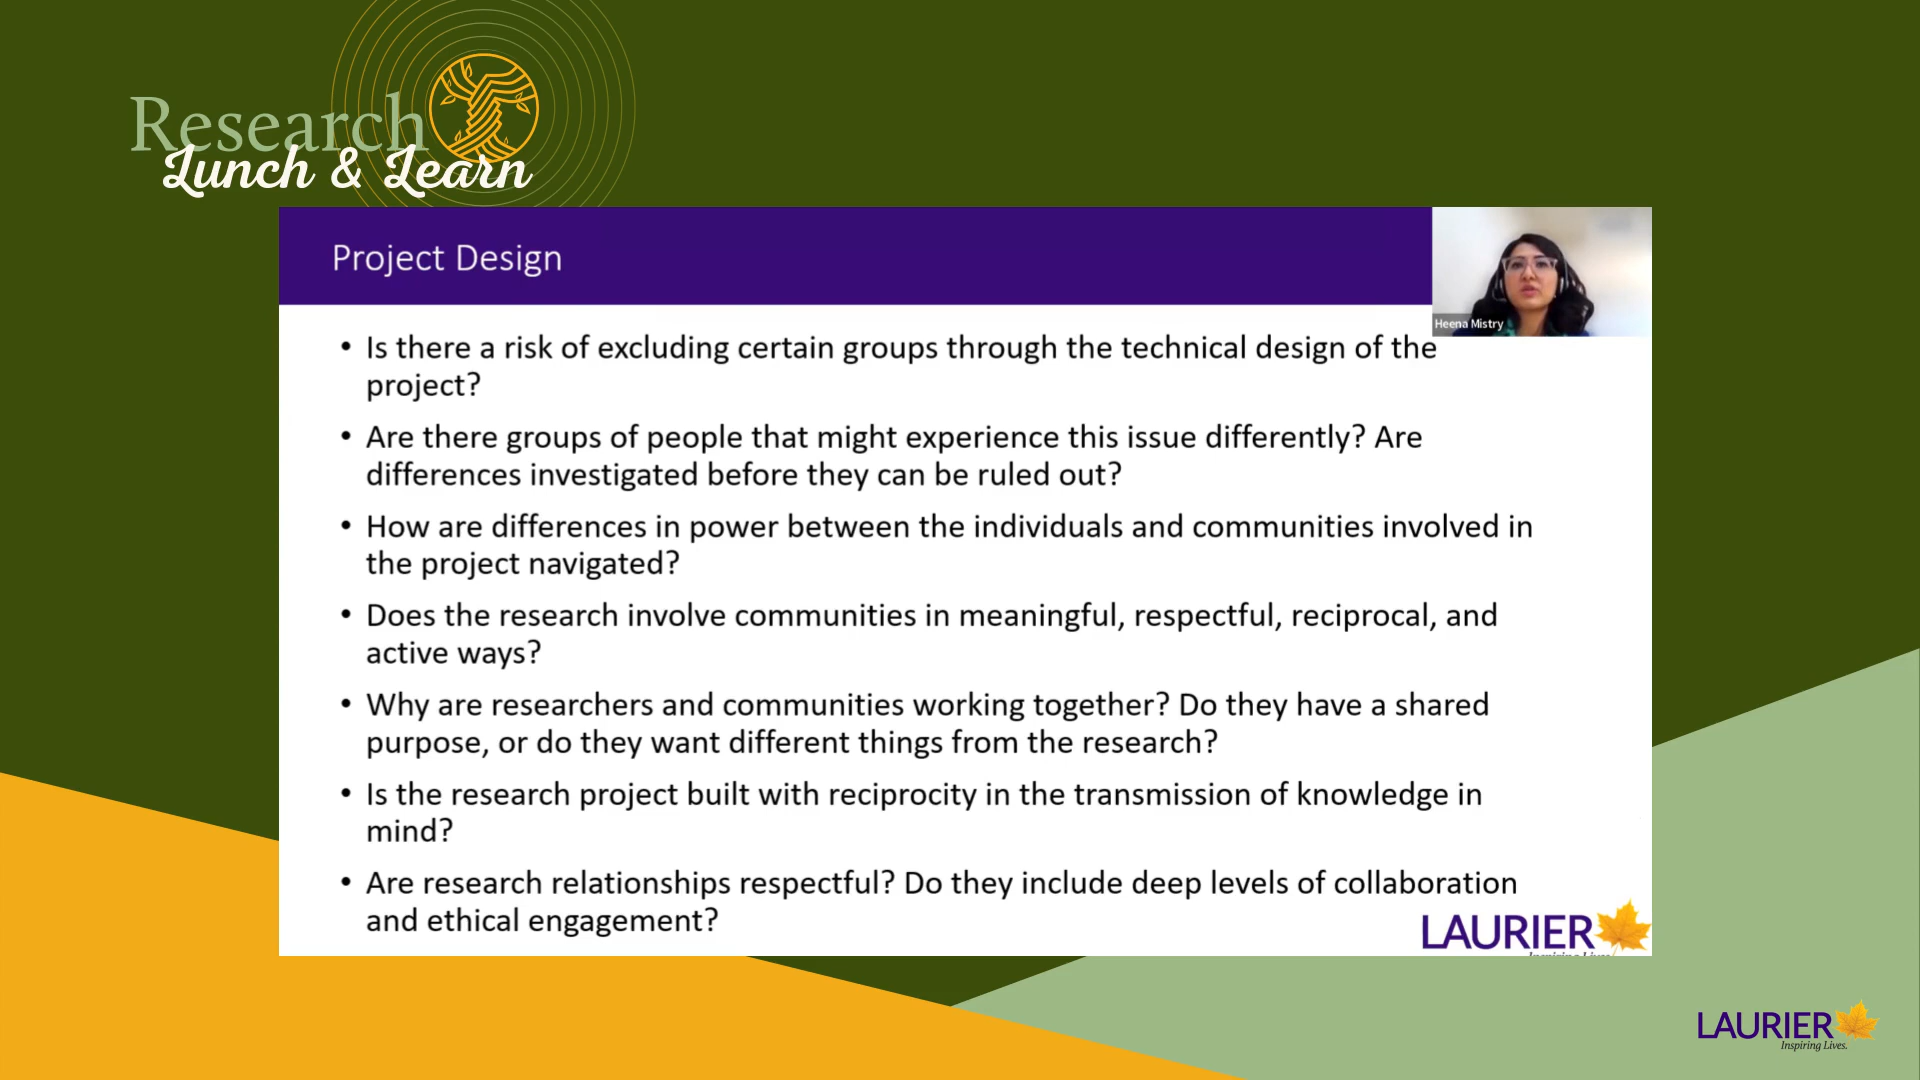 Research
Lunch & Learn
Project Design
Heena Mistry
• Is there a risk of excluding certain groups through the technical design of the
project?
• Are there groups of people that might experience this issue differently? Are
differences investigated before they can be ruled out?
• How are differences in power between the individuals and communities involved in
the project navigated?
• Does the research involve communities in meaningful, respectful, reciprocal, and
active ways?
• Why are researchers and communities working together? Do they have a shared
purpose, or do they want different things from the research?
• Is the research project built with reciprocity in the transmission of knowledge in
mind?
• Are research relationships respectful? Do they include deep levels of collaboration
and ethical engagement?
LAURIER
Inspiring Lives
LAURIER
Inspiring Lives.